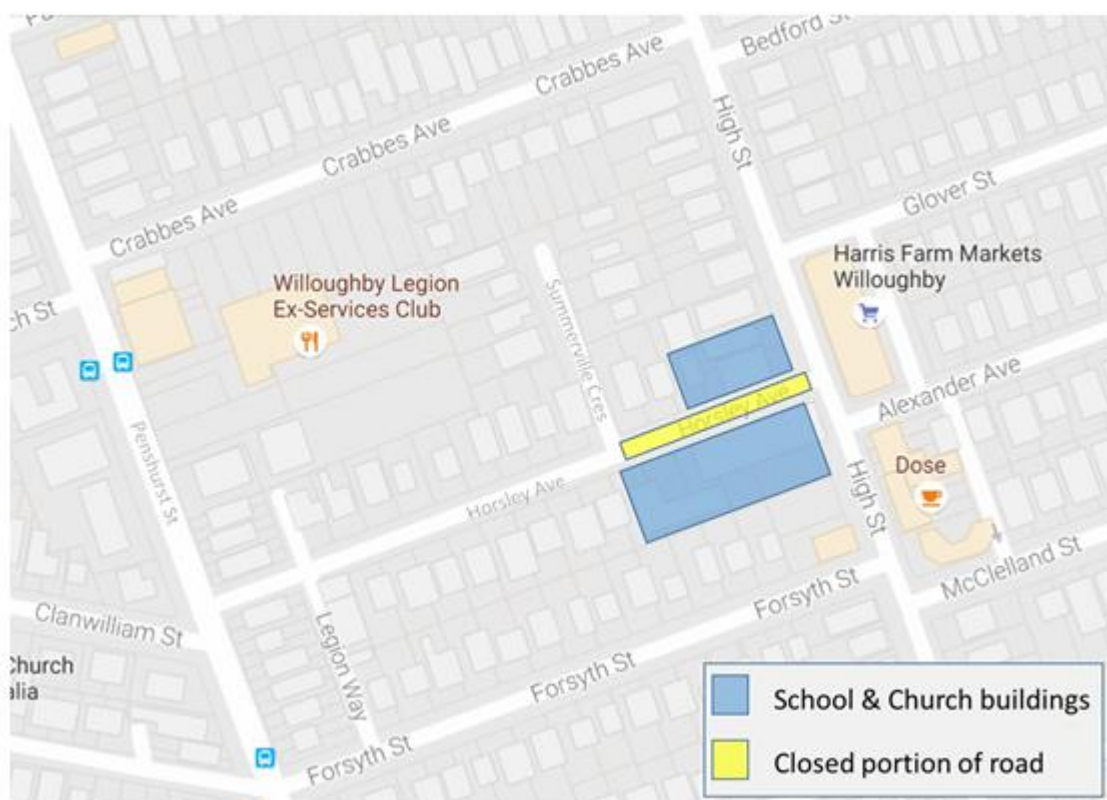 Crabbes Ave
Bedford St
Crabbes Ave
High St
Crabbes Ave
Glover St
Willoughby Legion
Ex-Services Club
Harris Farm Markets
Willoughby
Summerville Cres
Horsley Ave
Alexander Ave
Penshurst St
Dose
High St
Horsley Ave
McClelland St
Forsyth St
Clanwilliam St
Legion Way
Church
alia
Forsyth St
Forsyth St
School & Church buildings
Closed portion of road